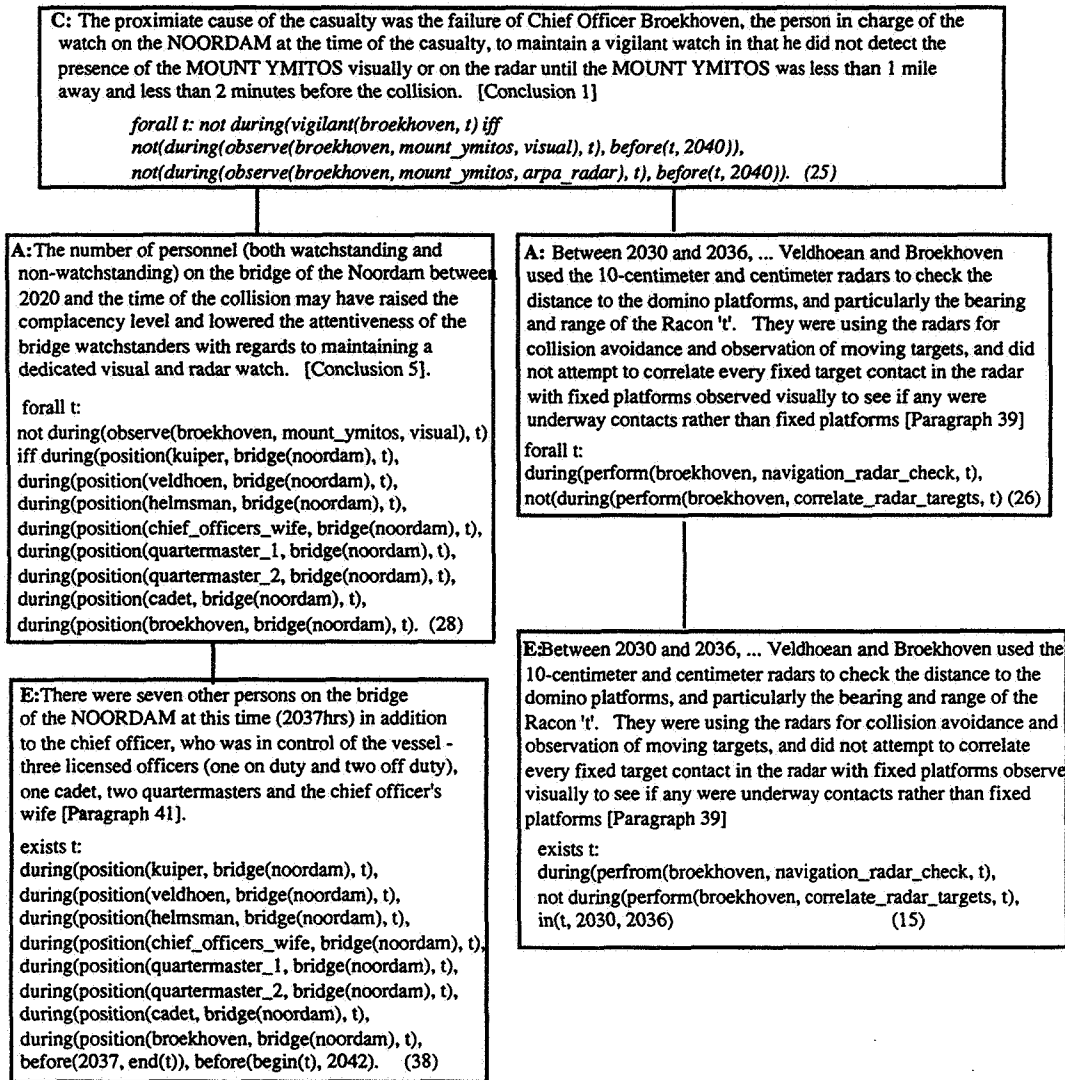 C: The proximiate cause of the casualty was the failure of Chief Officer Broekhoven, the person in charge of the
watch on the NOORDAM at the time of the casualty, to maintain a vigilant watch in that he did not detect the
presence of the MOUNT YMITOS visually or on the radar until the MOUNT YMITOS was less than 1 mile
away and less than 2 minutes before the collision. [Conclusion 1]
forall t: not during(vigilant(broekhoven, t) iff
not(during(observe(broekhoven, mount_ymitos, visual), t), before(t, 2040)),
not(during(observe(broekhoven, mount_ymitos, arpa_radar), t), before(t, 2040)). (25)
A:The number of personnel (both watchstanding and
non-watchstanding) on the bridge of the Noordam between
2020 and the time of the collision may have raised the
complacency level and lowered the attentiveness of the
bridge watchstanders with regards to maintaining a
dedicated visual and radar watch. [Conclusion 5].
forall t:
not during(observe(broekhoven, mount_ymitos, visual), t)
iff during(position(kuiper, bridge(noordam), t),
during(position(veldhoen, bridge(noordam), t),
during(position(helmsman, bridge(noordam), t),
during(position(chief_officers_wife, bridge(noordam), t),
during(position(quartermaster_1, bridge(noordam), t),
during(position(quartermaster_2, bridge(noordam), t),
during(position(cadet, bridge(noordam), t),
during(position(broekhoven, bridge(noordam), t). (28)
A: Between 2030 and 2036, ... Veldhoean and Broekhoven
used the 10-centimeter and centimeter radars to check the
distance to the domino platforms, and particularly the bearing
and range of the Racon 't'. They were using the radars for
collision avoidance and observation of moving targets, and did
not attempt to correlate every fixed target contact in the radar
with fixed platforms observed visually to see if any were
underway contacts rather than fixed platforms [Paragraph 39]
forall t:
during(perform(broekhoven, navigation_radar_check, t),
not(during(perform(broekhoven, correlate_radar_taregts, t) (26)
E:There were seven other persons on the bridge
of the NOORDAM at this time (2037hrs) in addition
to the chief officer, who was in control of the vessel -
three licensed officers (one on duty and two off duty),
one cadet, two quartermasters and the chief officer's
wife [Paragraph 41].
exists t:
during(position(kuiper, bridge(noordam), t),
during(position(veldhoen, bridge(noordam), t),
during(position(helmsman, bridge(noordam), t),
during(position(chief_officers_wife, bridge(noordam), t),
during(position(quartermaster_1, bridge(noordam), t),
during(position(quartermaster_2, bridge(noordam), t),
during(position(cadet, bridge(noordam), t),
during(position(broekhoven, bridge(noordam), t),
before(2037, end(t)), before(begin(t), 2042). (38)
E:Between 2030 and 2036, ... Veldhoean and Broekhoven used the
10-centimeter and centimeter radars to check the distance to the
domino platforms, and particularly the bearing and range of the
Racon 't'. They were using the radars for collision avoidance and
observation of moving targets, and did not attempt to correlate
every fixed target contact in the radar with fixed platforms observe
visually to see if any were underway contacts rather than fixed
platforms [Paragraph 39]
exists t:
during(perfrom(broekhoven, navigation_radar_check, t),
not during(perform(broekhoven, correlate_radar_targets, t),
in(t, 2030, 2036) (15)